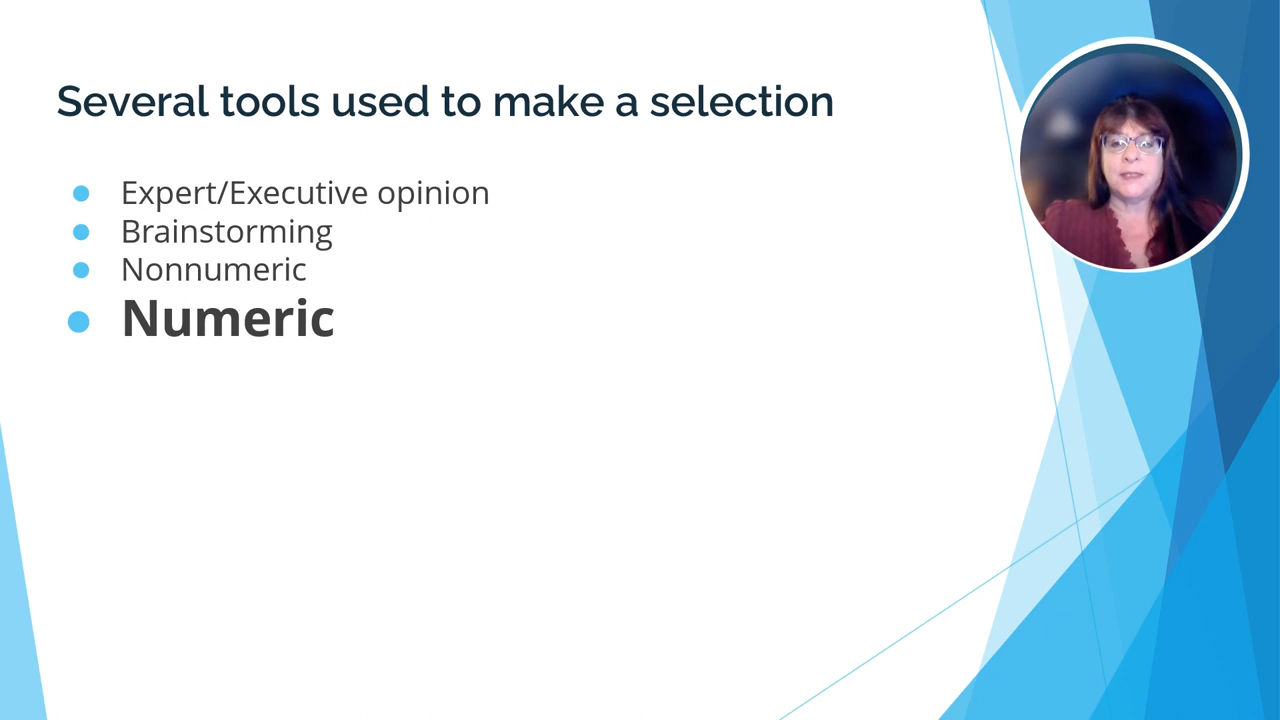 Several tools used to make a selection
Expert/Executive opinion
Brainstorming
Nonnumeric
Numeric